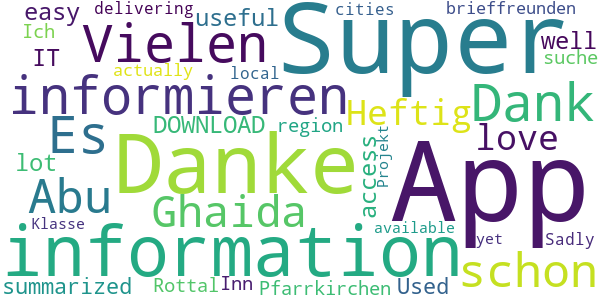 easy delivering cities brieffreunden
Ich useful Super well
IT Vielen suche
actually local
informieren Heftig Dank
Es DOWNLOAD region love
lot Danke access Projekt App
Abu Ghaida
Klasse available
information yet Sadly
summarized Rottal Inn Pfarrkirchen Used schon